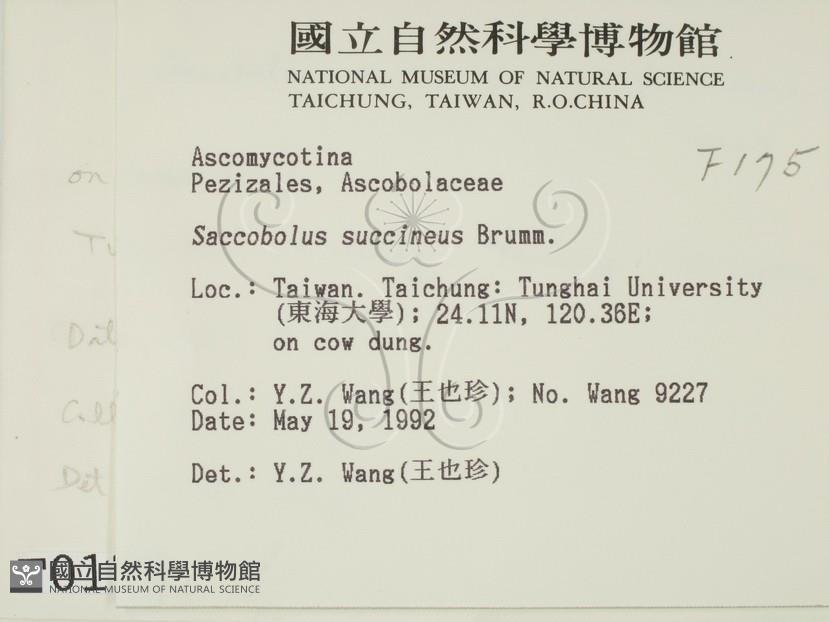 國立自然科學博物館
NATIONAL MUSEUM OF NATURAL SCIENCE
TAICHUNG, TAIWAN, R.O.CHINA
F175
Ascomycotina
Pezizales, Ascobolaceae
Saccobolus succineus Brumm.
Loc.: Taiwan. Taichung: Tunghai University
(東海大學); 24.11N, 120.36E;
on cow dung.
Col.: Y.Z. Wang(王也珍); No. Wang 9227
Date: May 19, 1992
Det.: Y.Z. Wang(王也珍)
on
Det
國立自然科學博物館
NATIONAL MUSEUM OF NATURAL SCIENCE